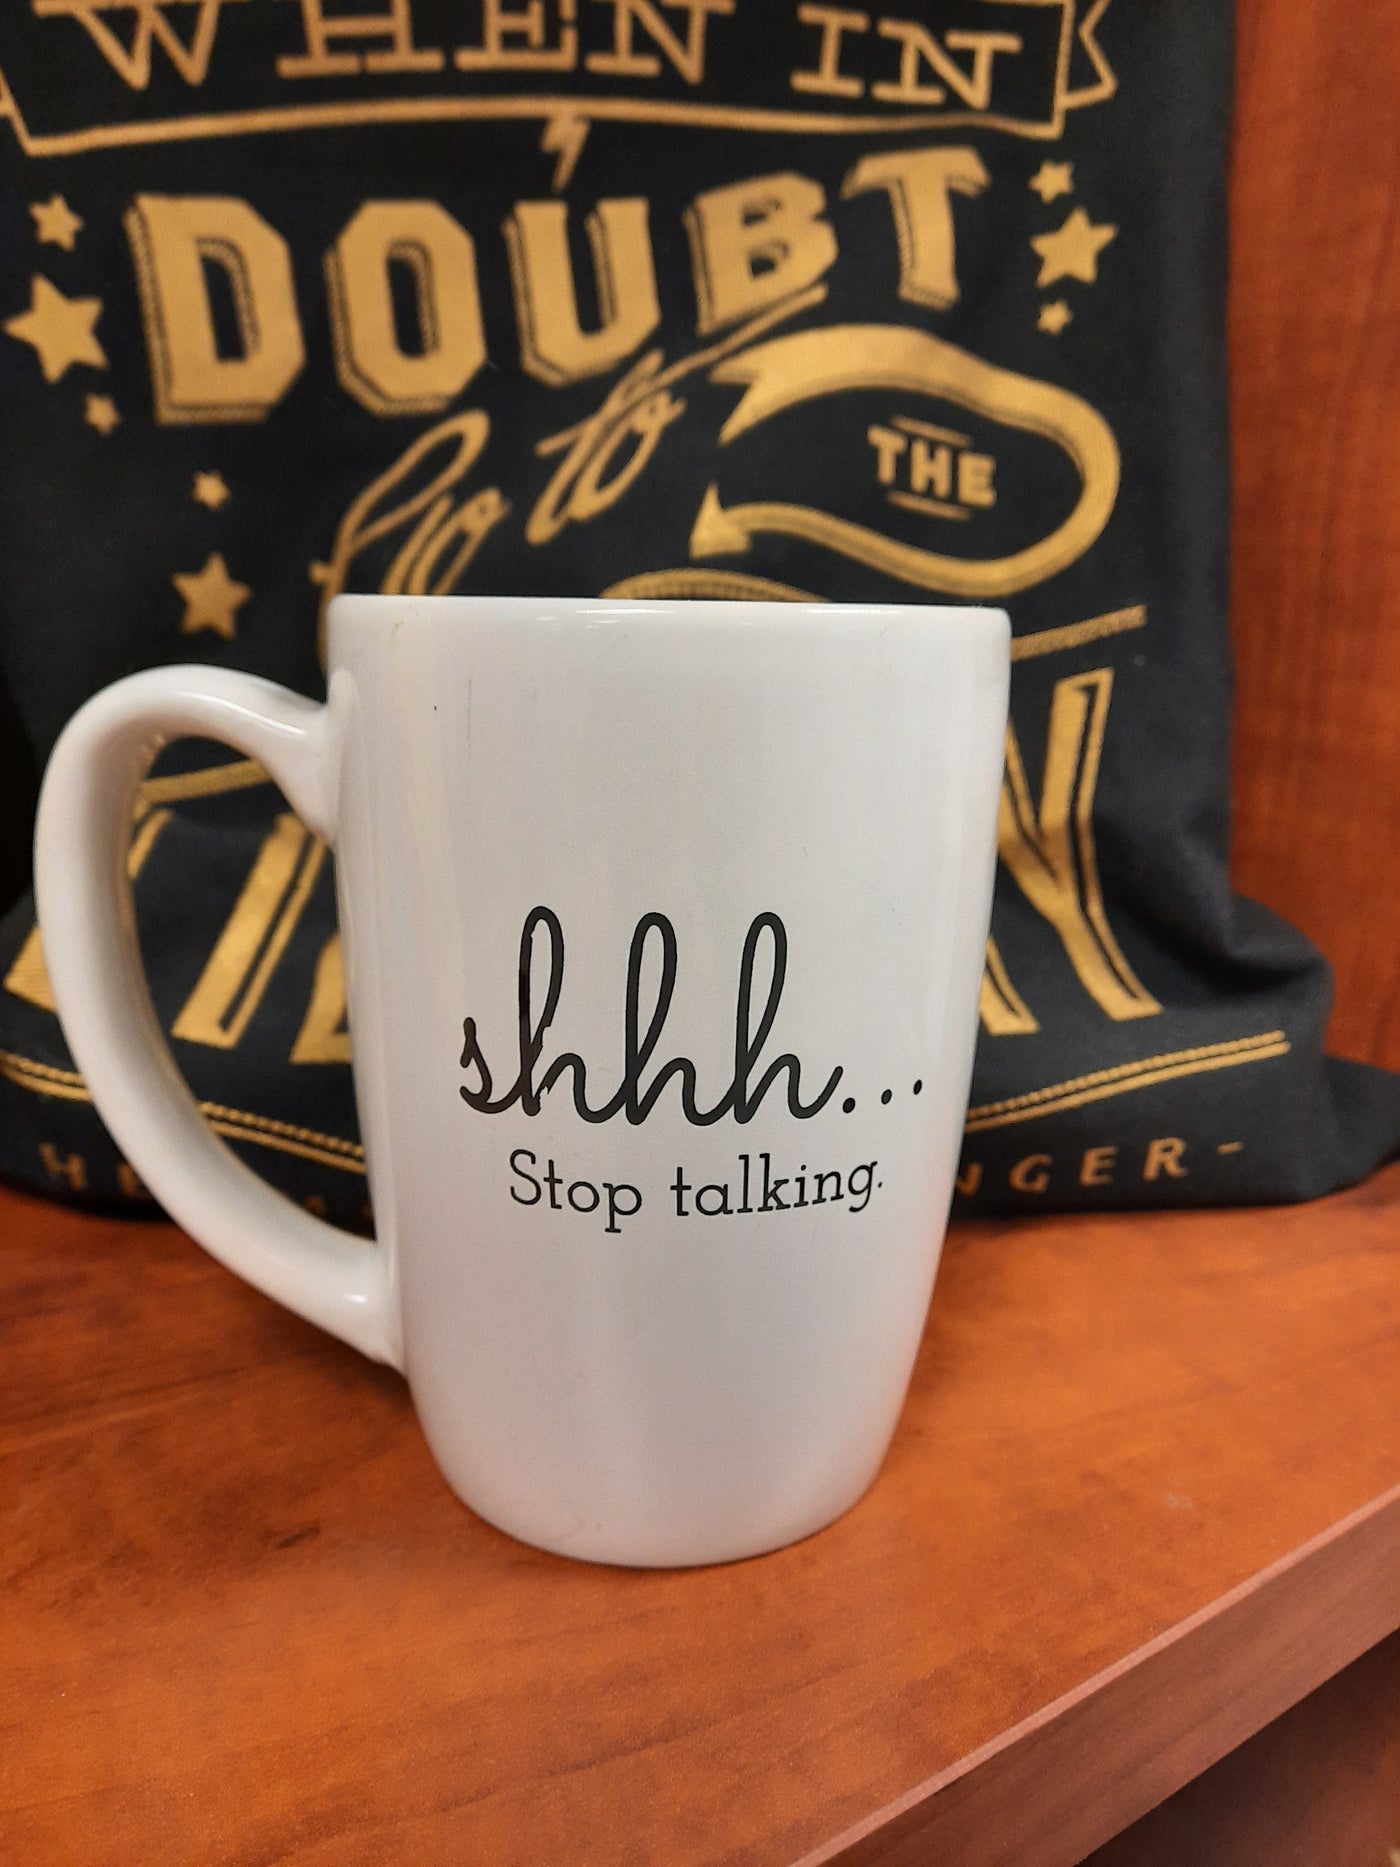 WHEN IN
DOUBT
Go to
THE
shhh...
Stop talking.